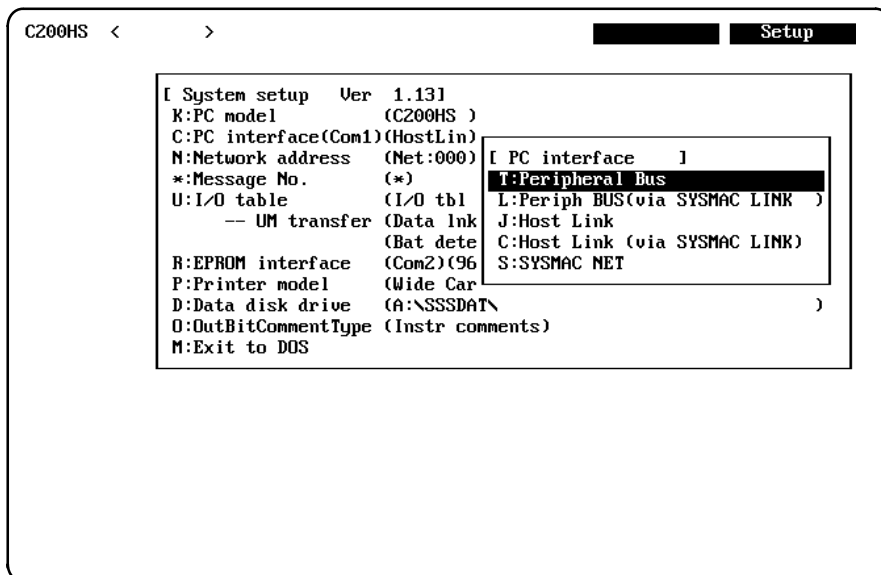 C200HS < > Setup
[ System setup Ver 1.13]
K:PC model (C200HS )
C:PC interface(Com1)(HostLin)
N:Network address (Net:000)
*:Message No. (*)
U:I/O table (I/O tbl
-- UM transfer (Data lnk
(Bat dete
R:EPROM interface (Com2)(96
P:Printer model (Wide Car
D:Data disk drive (A:\SSSDAT\ )
O:OutBitCommentType (Instr comments)
M:Exit to DOS
[ PC interface ]
T:Peripheral Bus
L:Periph BUS(via SYSMAC LINK )
J:Host Link
C:Host Link (via SYSMAC LINK)
S:SYSMAC NET